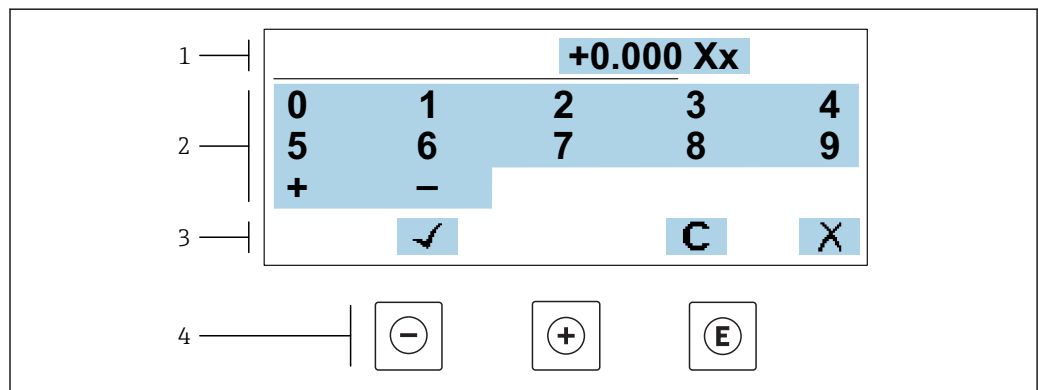 1 +0.000 Xx
0 1 2 3 4
2 5 6 7 8 9
+ –
3 ✓ C X
4 - + E